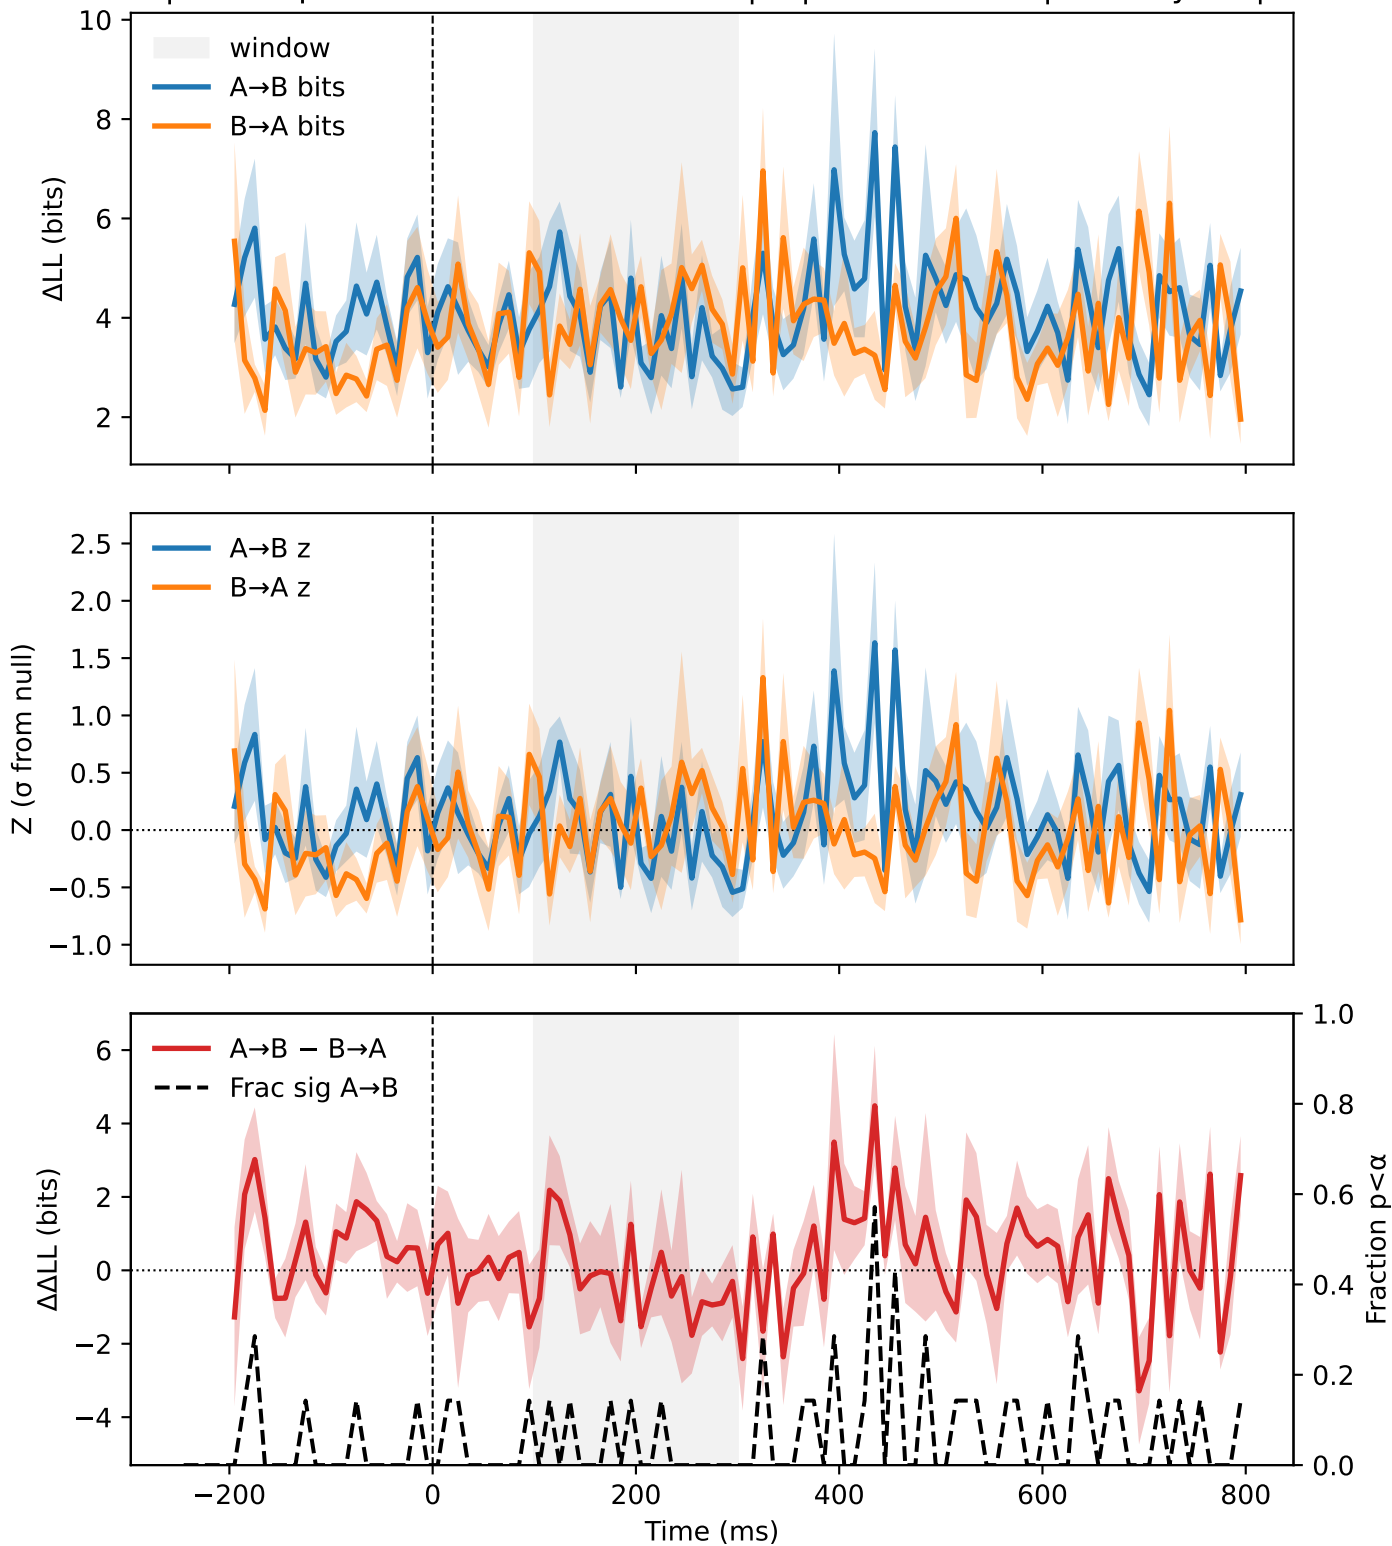 10
8
6
4
2
ΔLL (bits)
window
A→B bits
B→A bits
2.5
2.0
1.5
1.0
0.5
0.0
−0.5
−1.0
Z (σ from null)
A→B z
B→A z
6
4
2
0
−2
−4
ΔΔLL (bits)
A→B − B→A
Frac sig A→B
1.0
0.8
0.6
0.4
0.2
0.0
Fraction p<α
−200 0 200 400 600 800
Time (ms)